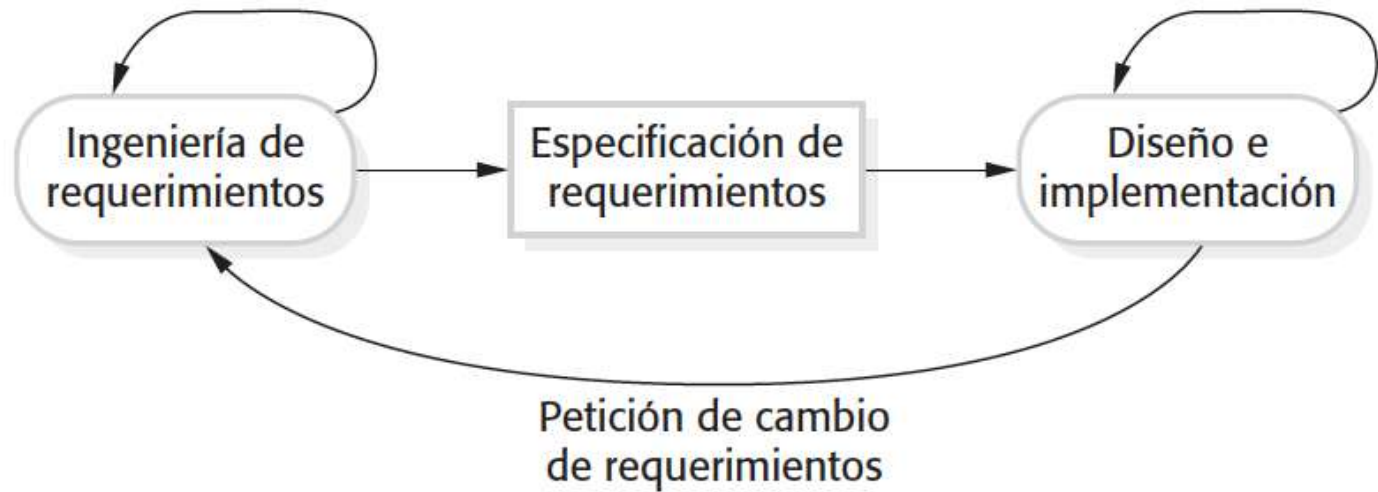 Ingeniería de
requerimientos
Especificación de
requerimientos
Diseño e
implementación
Petición de cambio
de requerimientos